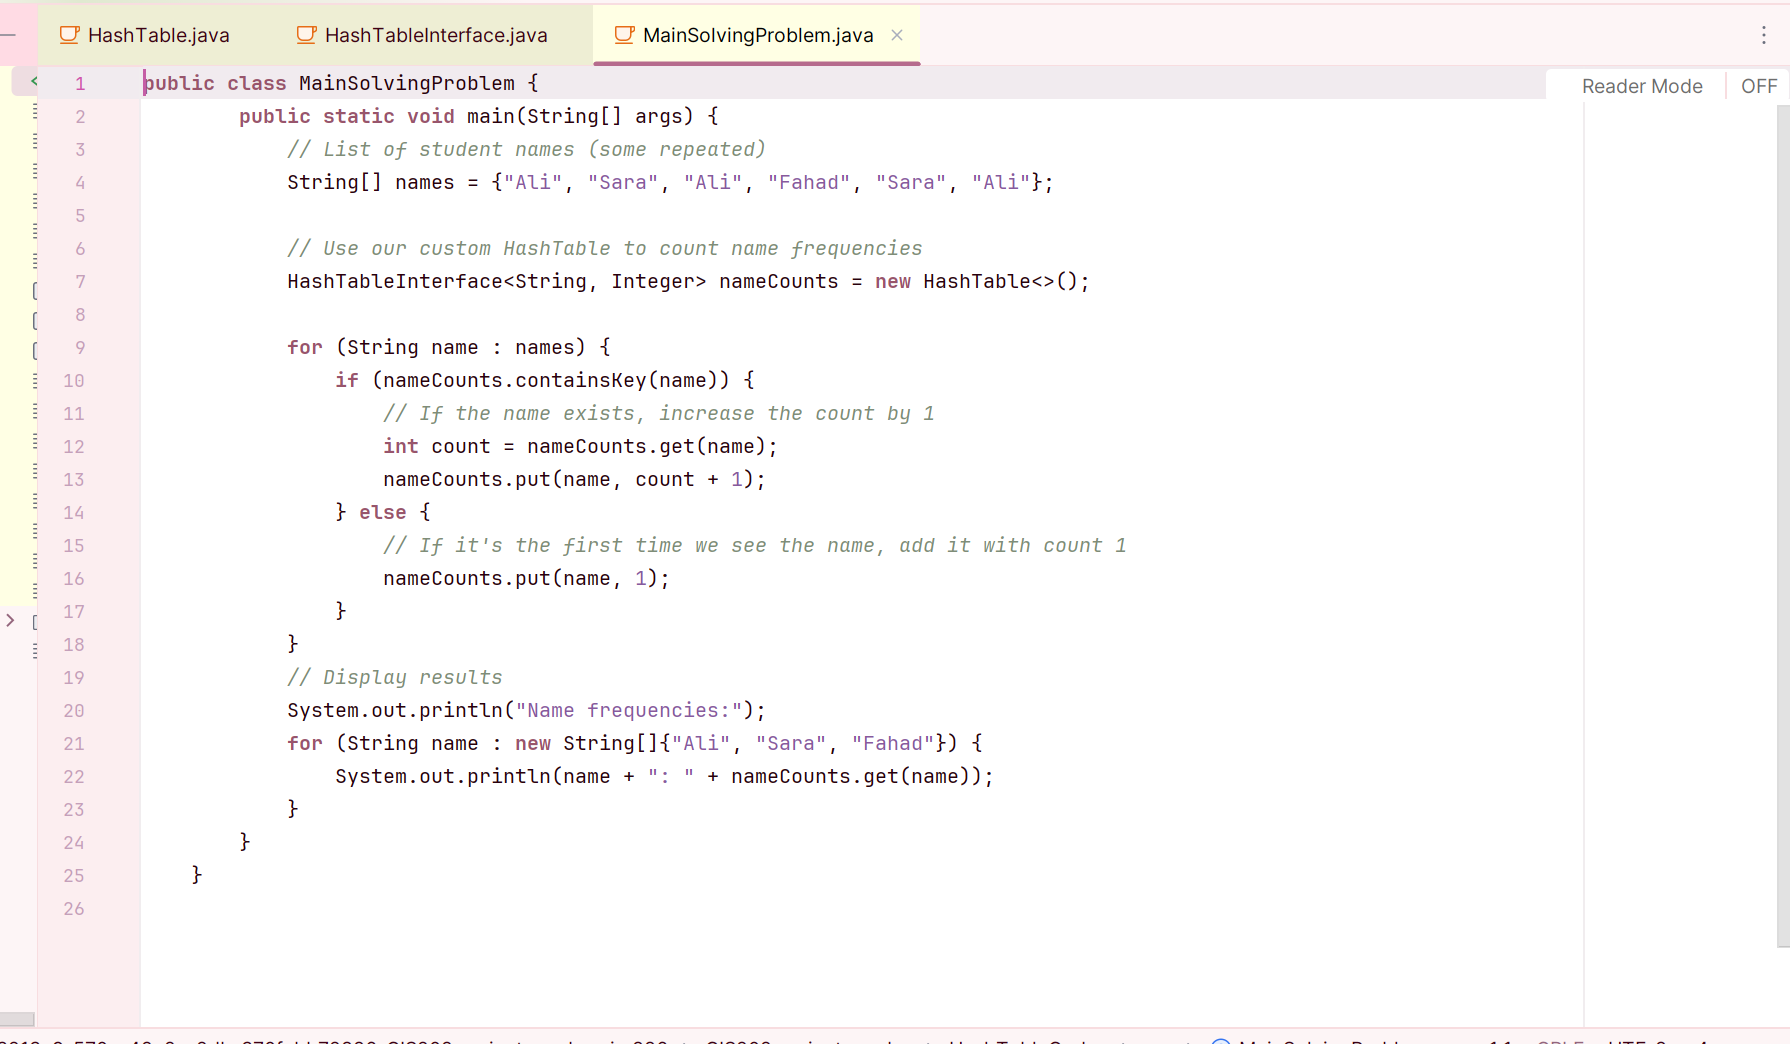 HashTable.java HashTableInterface.java MainSolvingProblem.java
Reader Mode OFF
1 public class MainSolvingProblem {
2 public static void main(String[] args) {
3 // List of student names (some repeated)
4 String[] names = {"Ali", "Sara", "Ali", "Fahad", "Sara", "Ali"};
5
6 // Use our custom HashTable to count name frequencies
7 HashTableInterface<String, Integer> nameCounts = new HashTable<>();
8
9 for (String name : names) {
10 if (nameCounts.containsKey(name)) {
11 // If the name exists, increase the count by 1
12 int count = nameCounts.get(name);
13 nameCounts.put(name, count + 1);
14 } else {
15 // If it's the first time we see the name, add it with count 1
16 nameCounts.put(name, 1);
17 }
18 }
19 // Display results
20 System.out.println("Name frequencies:");
21 for (String name : new String[]{"Ali", "Sara", "Fahad"}) {
22 System.out.println(name + ": " + nameCounts.get(name));
23 }
24 }
25 }
26